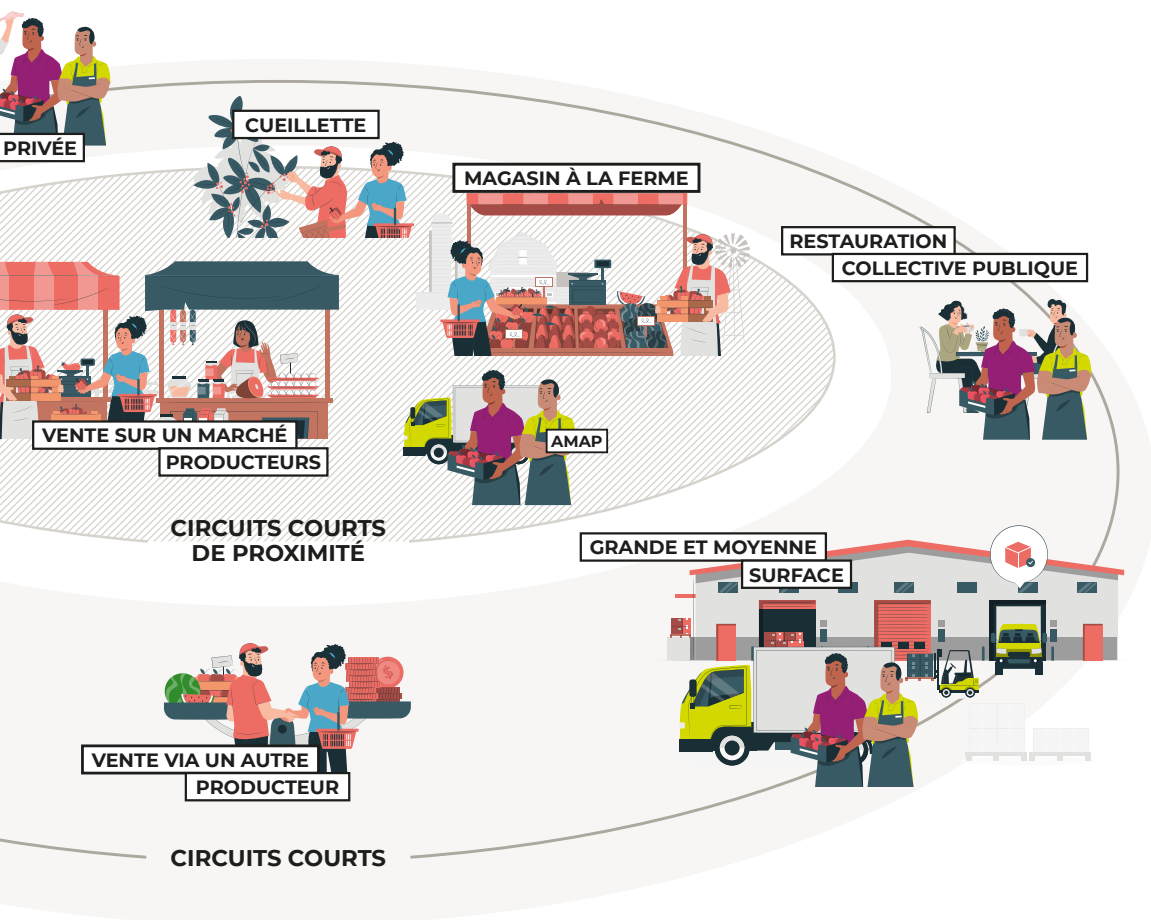 PRIVÉE
CUEILLETTE
MAGASIN À LA FERME
RESTAURATION
COLLECTIVE PUBLIQUE
VENTE SUR UN MARCHÉ
PRODUCTEURS
AMAP
CIRCUITS COURTS
DE PROXIMITÉ
GRANDE ET MOYENNE
SURFACE
VENTE VIA UN AUTRE
PRODUCTEUR
CIRCUITS COURTS